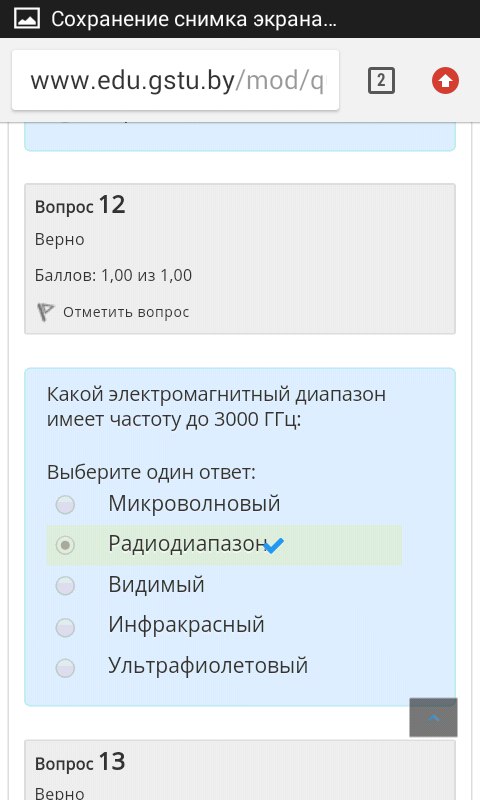 Сохранение снимка экрана...
www.edu.gstu.by/mod/q
2
Вопрос 12
Верно
Баллов: 1,00 из 1,00
Отметить вопрос
Какой электромагнитный диапазон
имеет частоту до 3000 ГГц:
Выберите один ответ:
Микроволновый
Радиодиапазон
Видимый
Инфракрасный
Ультрафиолетовый
Вопрос 13
Верно